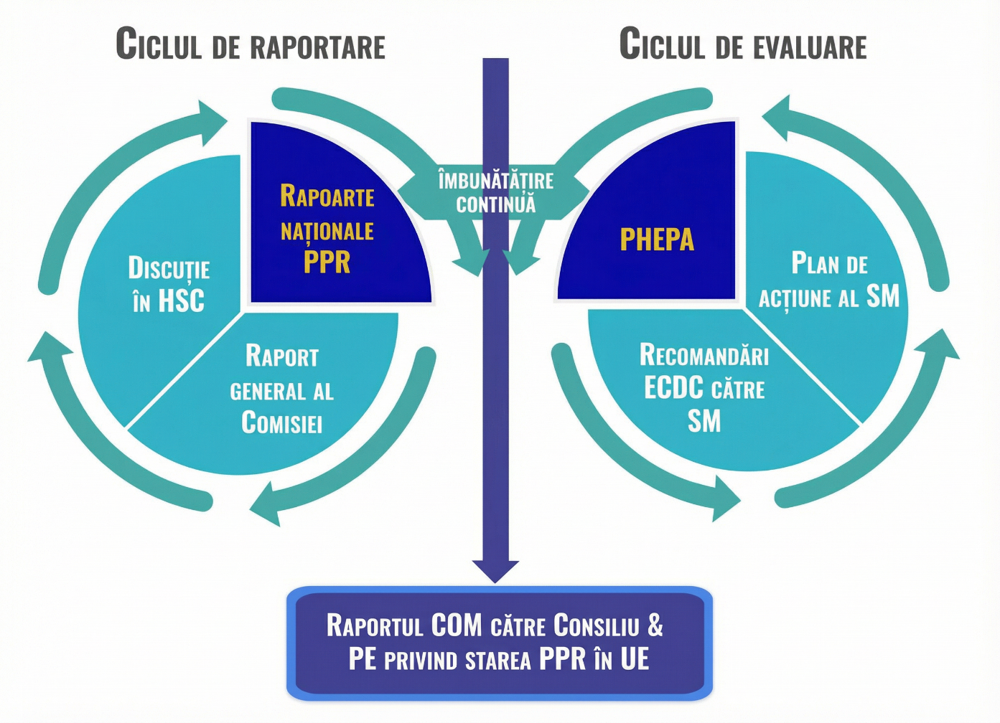 Ciclul de raportare
Ciclul de evaluare
Rapoarte
naționale
PPR
Discuție
în HSC
Raport
general al
Comisiei
Îmbunătățire
continuă
PHEPA
Plan de
acțiune al SM
Recomandări
ECDC către
SM
Raportul COM către Consiliu &
PE privind starea PPR în UE